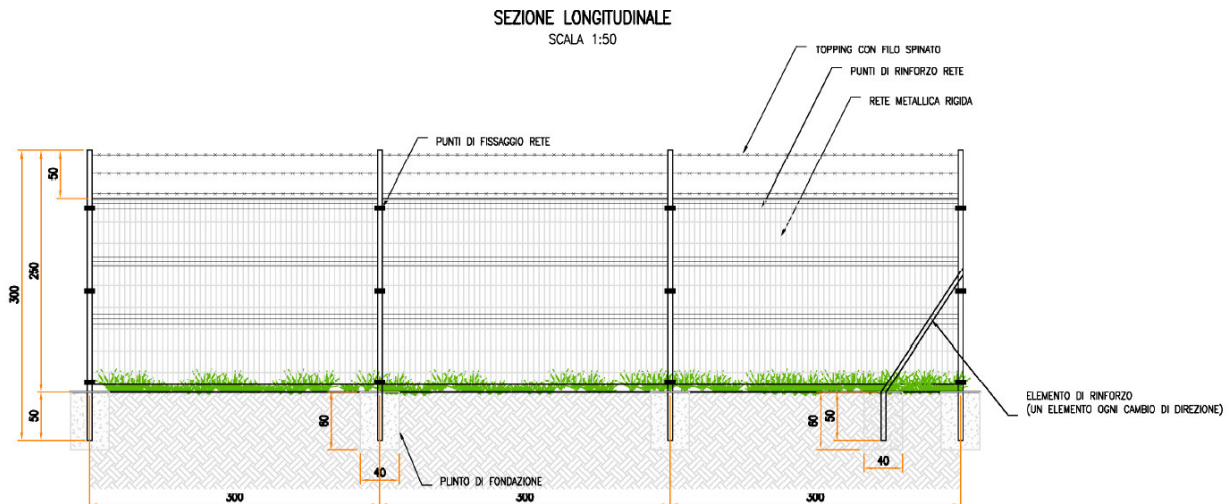 SEZIONE LONGITUDINALE
SCALA 1:50
TOPPING CON FILO SPINATO
PUNTI DI RINFORZO RETE
RETE METALLICA RIGIDA
PUNTI DI FISSAGGIO RETE
50
250
300
50
60
40
60
50
40
ELEMENTO DI RINFORZO
(UN ELEMENTO OGNI CAMBIO DI DIREZIONE)
PLINTO DI FONDAZIONE
300
300
300